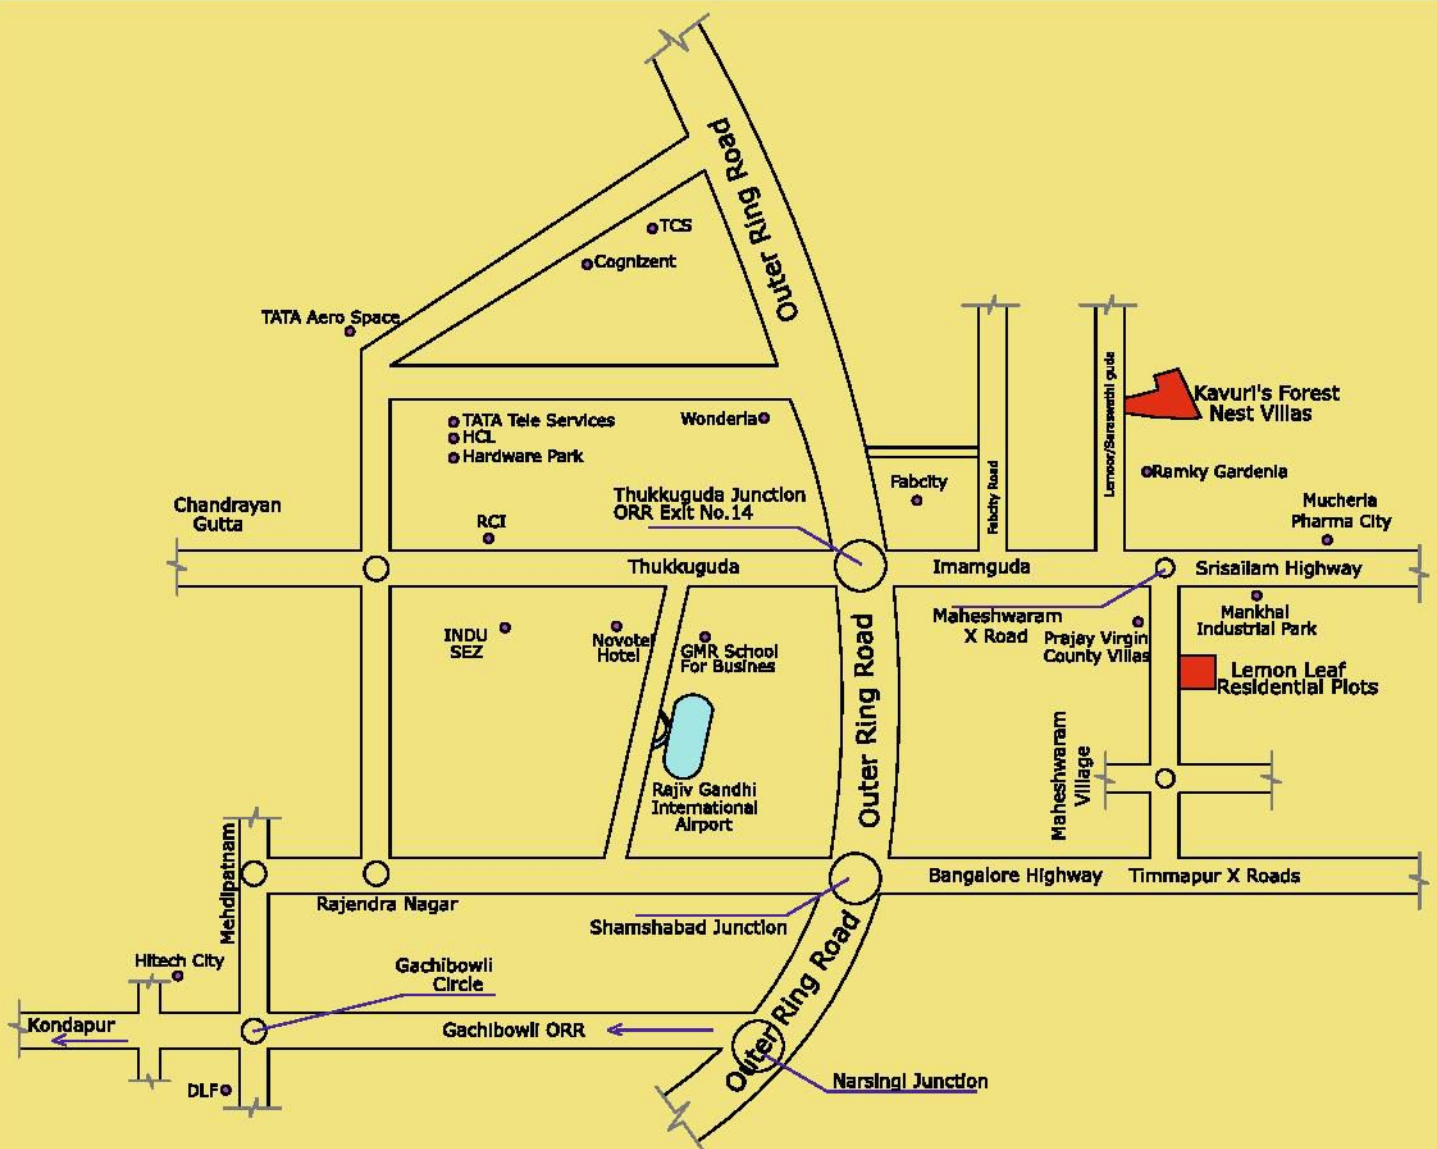 Outer Ring Road
TCS
Cognizent
TATA Aero Space
Kavuri's Forest
Nest Villas
Lemoor/Saraswathi guda
TATA Tele Services
HCL
Hardware Park
Wonderla
Fabcity Road
Ramky Gardenia
Fabcity
Thukkuguda Junction
ORR Exit No.14
Chandrayan
Gutta
RCI
Mucherla
Pharma City
Thukkuguda
Imamguda
Srisailam Highway
Maheshwaram
X Road
Prajay Virgin
County Villas
Mankhal
Industrial Park
INDU
SEZ
Novotel
Hotel
GMR School
For Busines
Outer Ring Road
Lemon Leaf
Residential Plots
Maheshwaram
Village
Rajiv Gandhi
International
Airport
Mehdipatnam
Rajendra Nagar
Bangalore Highway
Timmapur X Roads
Shamshabad Junction
Outer Ring Road
Hitech City
Gachibowli
Circle
Kondapur
Gachibowli ORR
DLF
Narsingi Junction